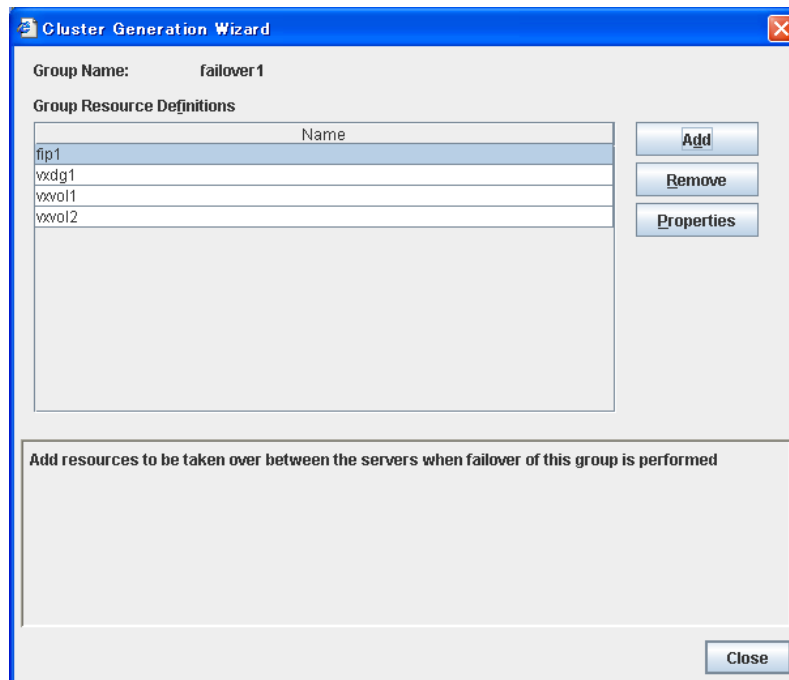 Cluster Generation Wizard
Group Name: failover1
Group Resource Definitions
Name
fip1
vxdg1
vxvol1
vxvol2
Add
Remove
Properties
Add resources to be taken over between the servers when failover of this group is performed
Close